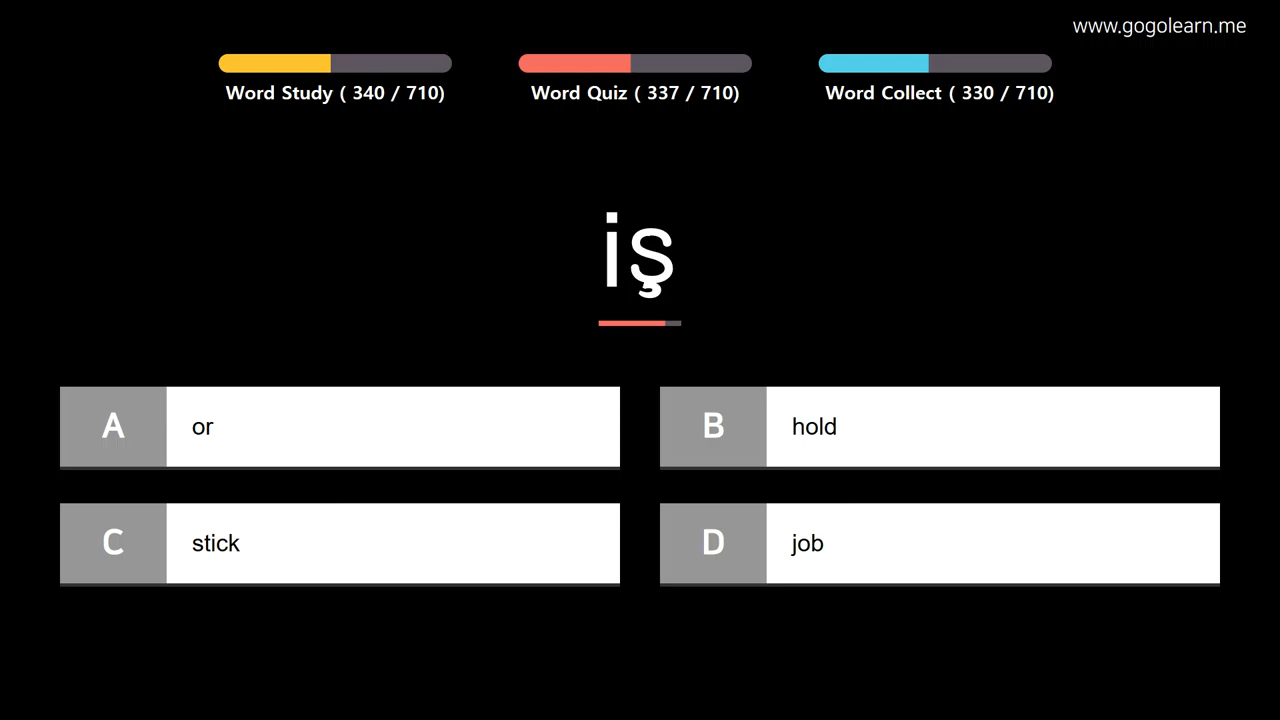 www.gogolearn.me
Word Study ( 340 / 710)
Word Quiz ( 337 / 710)
Word Collect ( 330 / 710)
iş
A or
B hold
C stick
D job